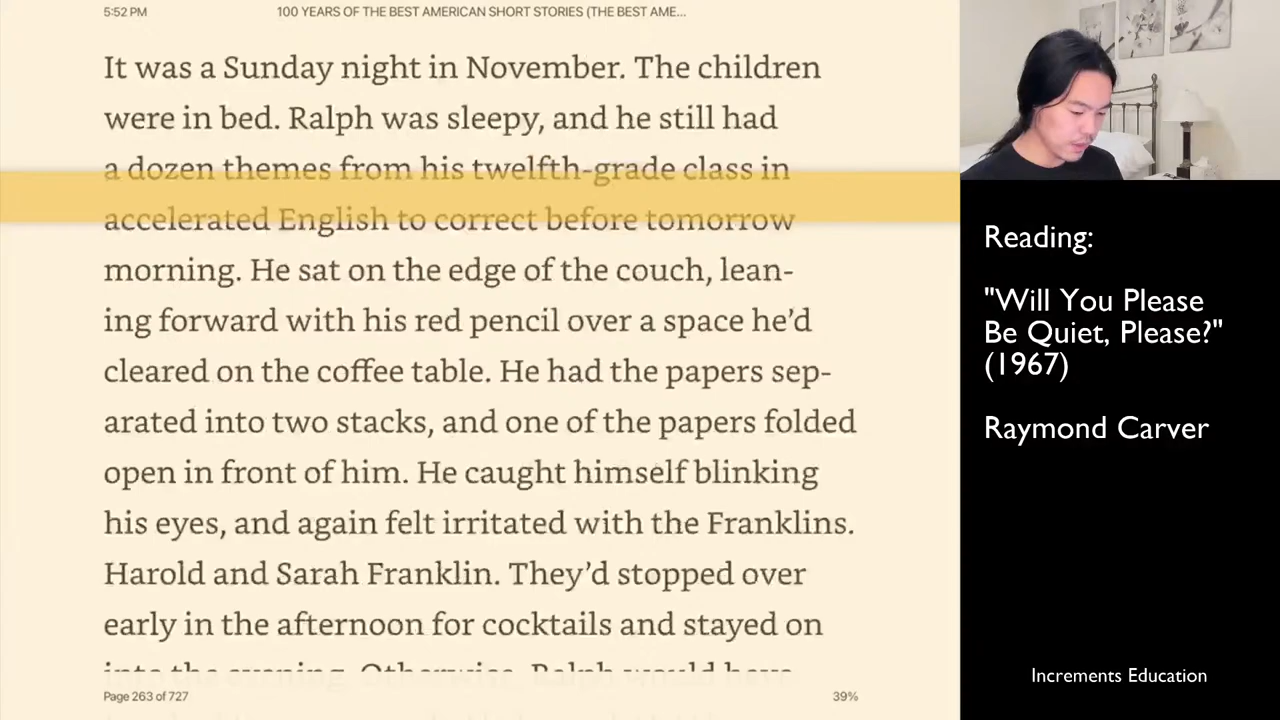 5:52 PM
100 YEARS OF THE BEST AMERICAN SHORT STORIES (THE BEST AME...
It was a Sunday night in November. The children
were in bed. Ralph was sleepy, and he still had
a dozen themes from his twelfth-grade class in
accelerated English to correct before tomorrow
morning. He sat on the edge of the couch, lean-
ing forward with his red pencil over a space he’d
cleared on the coffee table. He had the papers sep-
arated into two stacks, and one of the papers folded
open in front of him. He caught himself blinking
his eyes, and again felt irritated with the Franklins.
Harold and Sarah Franklin. They’d stopped over
early in the afternoon for cocktails and stayed on
into the evening. Otherwise, Ralph would have
Page 263 of 727
39%
Reading:
"Will You Please
Be Quiet, Please?"
(1967)
Raymond Carver
Increments Education